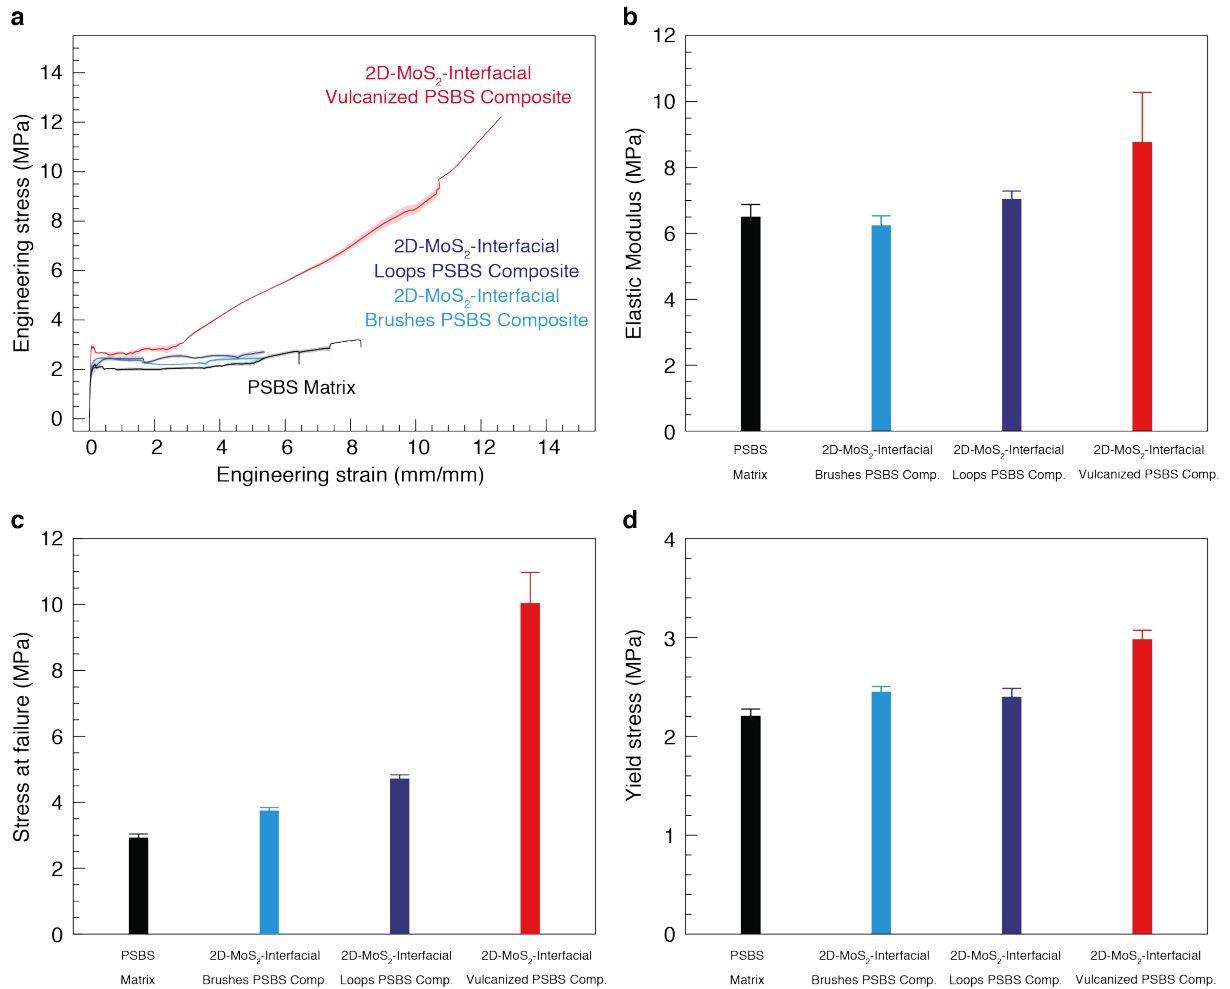 a
Engineering stress (MPa)
14
12
10
8
6
4
2
0
2D-MoS₂-Interfacial
Vulcanized PSBS Composite
2D-MoS₂-Interfacial
Loops PSBS Composite
2D-MoS₂-Interfacial
Brushes PSBS Composite
PSBS Matrix
0 2 4 6 8 10 12 14
Engineering strain (mm/mm)
b
Elastic Modulus (MPa)
12
10
8
6
4
2
0
PSBS
Matrix
2D-MoS₂-Interfacial
Brushes PSBS Comp.
2D-MoS₂-Interfacial
Loops PSBS Comp.
2D-MoS₂-Interfacial
Vulcanized PSBS Comp.
c
Stress at failure (MPa)
12
10
8
6
4
2
0
PSBS
Matrix
2D-MoS₂-Interfacial
Brushes PSBS Comp.
2D-MoS₂-Interfacial
Loops PSBS Comp.
2D-MoS₂-Interfacial
Vulcanized PSBS Comp.
d
Yield stress (MPa)
4
3
2
1
0
PSBS
Matrix
2D-MoS₂-Interfacial
Brushes PSBS Comp.
2D-MoS₂-Interfacial
Loops PSBS Comp.
2D-MoS₂-Interfacial
Vulcanized PSBS Comp.